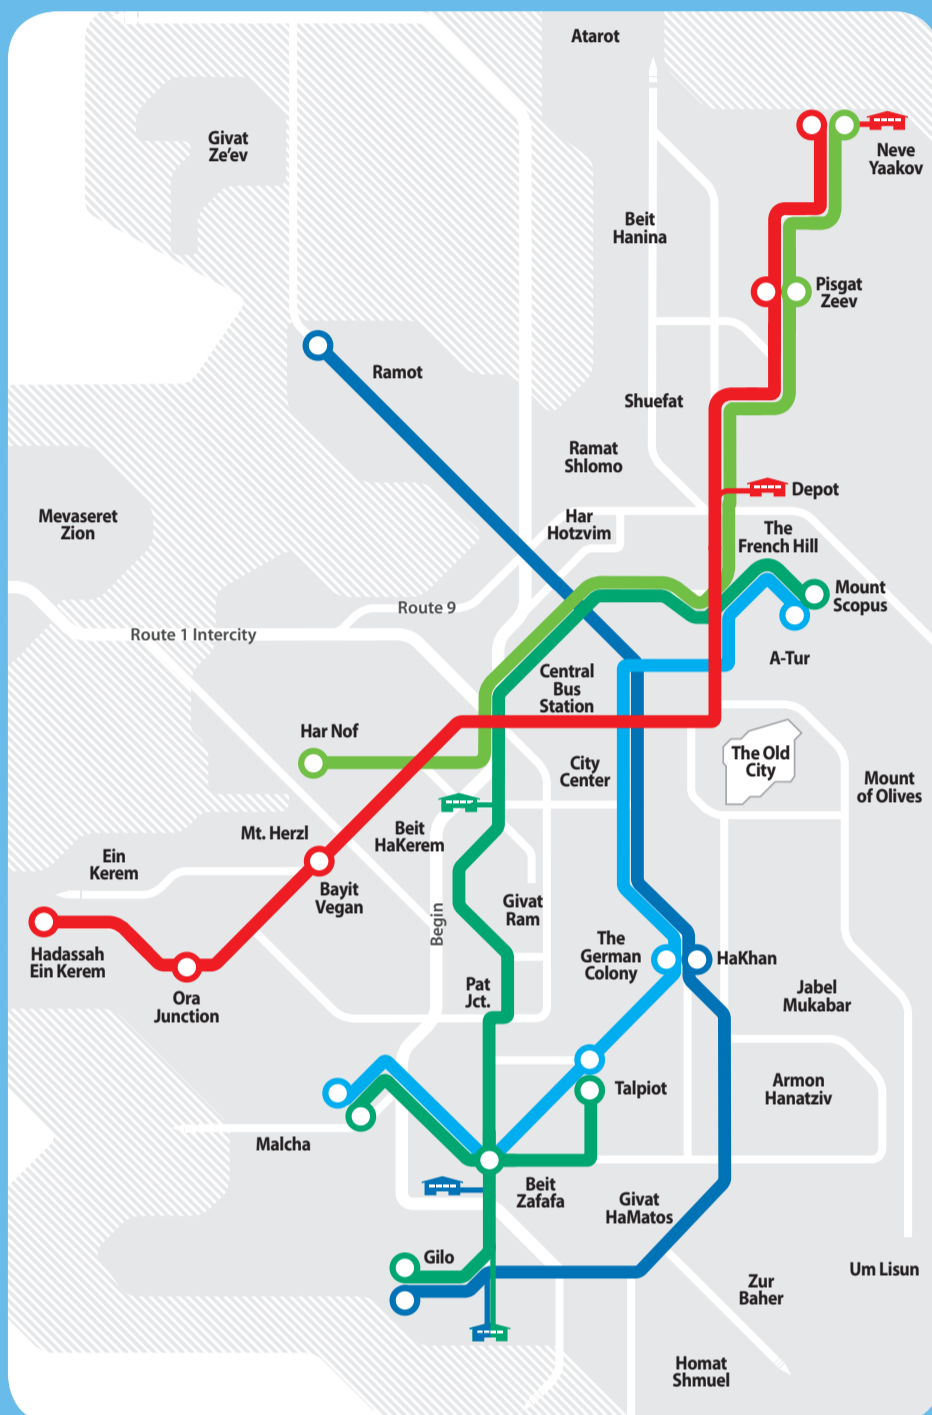 Atarot
Givat
Ze'ev
Neve
Yaakov
Beit
Hanina
Pisgat
Zeev
Ramot
Shuefat
Ramat
Shlomo
Depot
Mevaseret
Zion
Har
Hotzvim
The
French Hill
Mount
Scopus
Route 9
Route 1 Intercity
A-Tur
Central
Bus
Station
Har Nof
The Old
City
City
Center
Mount
of Olives
Mt. Herzl
Beit
HaKerem
Ein
Kerem
Bayit
Vegan
Givat
Ram
Begin
Hadassah
Ein Kerem
The
German
Colony
HaKhan
Ora
Junction
Pat
Jct.
Jabel
Mukabar
Talpiot
Armon
Hanatziv
Malcha
Beit
Zafafa
Givat
HaMatos
Gilo
Um Lisun
Zur
Baher
Homat
Shmuel